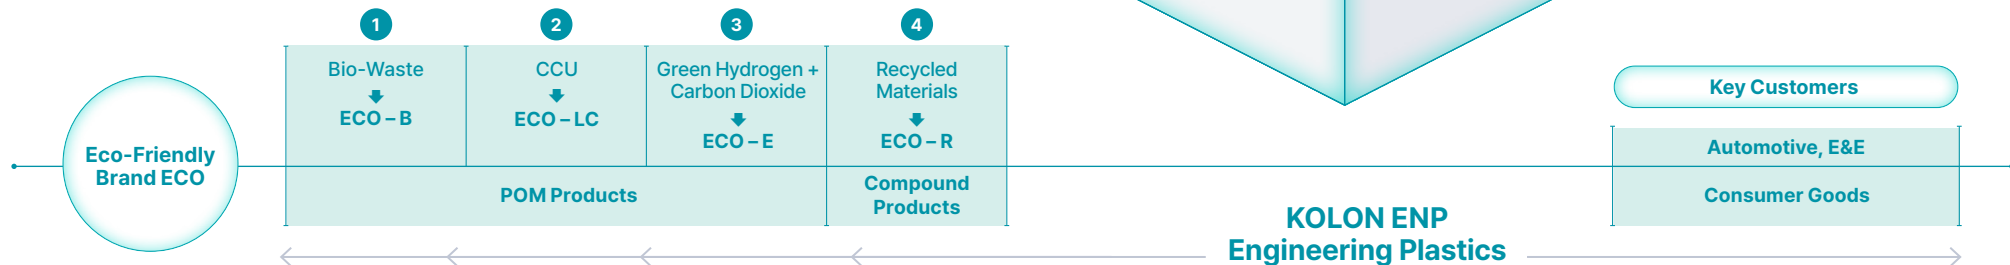 Eco-Friendly
Brand ECO
1
Bio-Waste
ECO – B
2
CCU
ECO – LC
3
Green Hydrogen +
Carbon Dioxide
ECO – E
4
Recycled
Materials
ECO – R
POM Products
Compound
Products
KOLON ENP
Engineering Plastics
Key Customers
Automotive, E&E
Consumer Goods